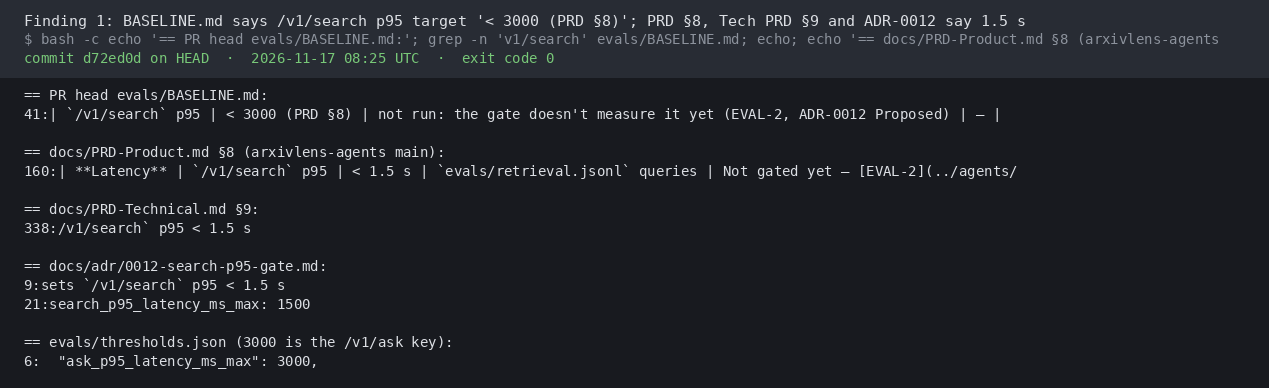 Finding 1: BASELINE.md says /v1/search p95 target '< 3000 (PRD §8)'; PRD §8, Tech PRD §9 and ADR-0012 say 1.5 s
$ bash -c echo '== PR head evals/BASELINE.md:'; grep -n 'v1/search' evals/BASELINE.md; echo; echo '== docs/PRD-Product.md §8 (arxivlens-agents
commit d72ed0d on HEAD · 2026-11-17 08:25 UTC · exit code 0
== PR head evals/BASELINE.md:
41:| `/v1/search` p95 | < 3000 (PRD §8) | not run: the gate doesn't measure it yet (EVAL-2, ADR-0012 Proposed) | — |
== docs/PRD-Product.md §8 (arxivlens-agents main):
160:| **Latency** | `/v1/search` p95 | < 1.5 s | `evals/retrieval.jsonl` queries | Not gated yet — [EVAL-2](../agents/
== docs/PRD-Technical.md §9:
338:/v1/search` p95 < 1.5 s
== docs/adr/0012-search-p95-gate.md:
9:sets `/v1/search` p95 < 1.5 s
21:search_p95_latency_ms_max: 1500
== evals/thresholds.json (3000 is the /v1/ask key):
6:  "ask_p95_latency_ms_max": 3000,